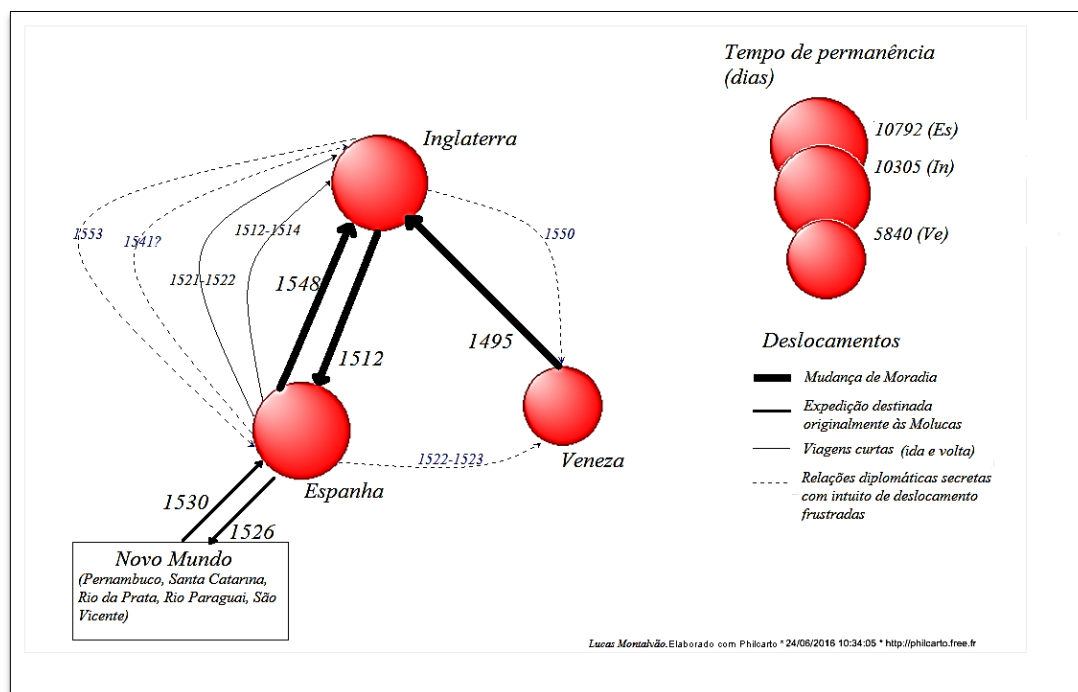 Tempo de permanência
(dias)
10792 (Es)
10305 (In)
5840 (Ve)
Inglaterra
1553
1541?
1512-1514
1521-1522
1550
1548
1512
1495
Veneza
1522-1523
Espanha
1530
1526
Novo Mundo
(Pernambuco, Santa Catarina,
Rio da Prata, Rio Paraguai, São
Vicente)
Deslocamentos
Mudança de Moradia
Expedição destinada
originalmente às Molucas
Viagens curtas (ida e volta)
Relações diplomáticas secretas
com intuito de deslocamento
frustradas
Lucas Montalvão.Elaborado com Philcarto * 24/06/2016 10:34:05 * http://philcarto.free.fr